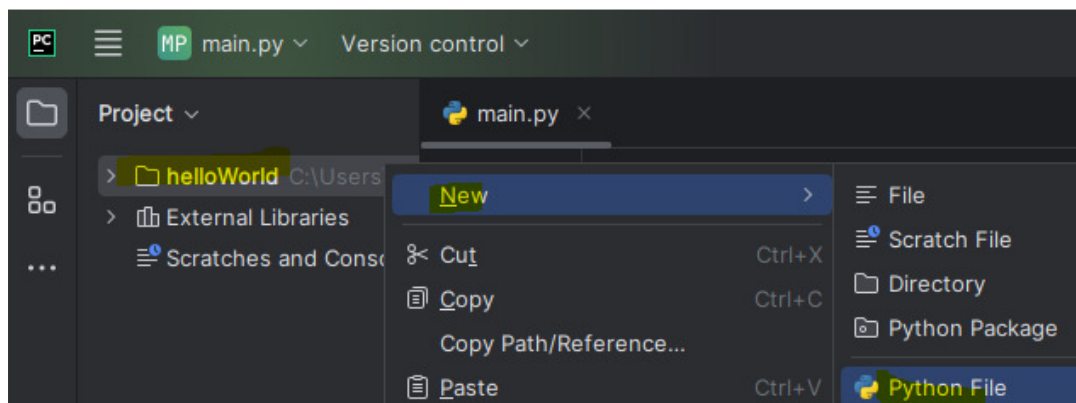 PC MP main.py Version control
Project main.py
helloWorld C:\Users
New
File
External Libraries
Scratch File
Scratches and Conso
Cut Ctrl+X
Directory
Copy Ctrl+C
Python Package
Copy Path/Reference...
Paste Ctrl+V
Python File